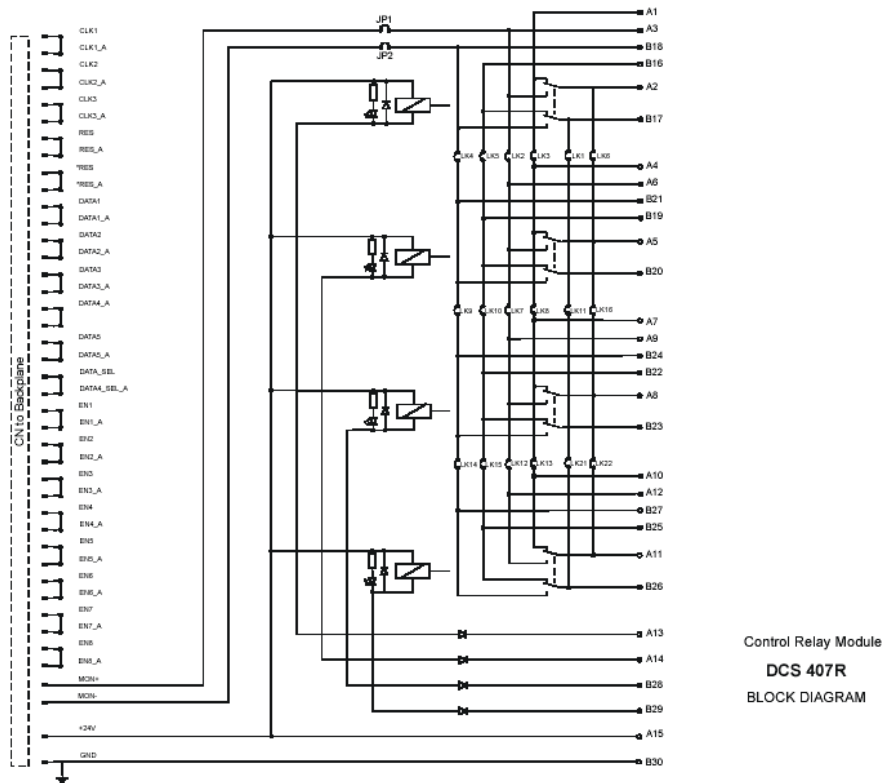 CN to Backplane
CLK1
CLK1_A
CLK2
CLK2_A
CLK3
CLK3_A
RES
RES_A
*RES
*RES_A
DATA1
DATA1_A
DATA2
DATA2_A
DATA3
DATA3_A
DATA4_A
DATA5
DATA5_A
DATA_SEL
DATA4_SEL_A
EN1
EN1_A
EN2
EN2_A
EN3
EN3_A
EN4
EN4_A
EN5
EN5_A
EN6
EN6_A
EN7
EN7_A
EN8
EN8_A
MON+
MON-
+24V
GND
JP1
JP2
LK4 LK5 LK2 LK3 LK1 LK6
LK9 LK10 LK7 LK8 LK11 LK16
LK14 LK15 LK12 LK13 LK21 LK22
A1
A3
B18
B16
A2
B17
A4
A6
B21
B19
A5
B20
A7
A9
B24
B22
A8
B23
A10
A12
B27
B25
A11
B26
A13
A14
B28
B29
A15
B30
Control Relay Module
DCS 407R
BLOCK DIAGRAM